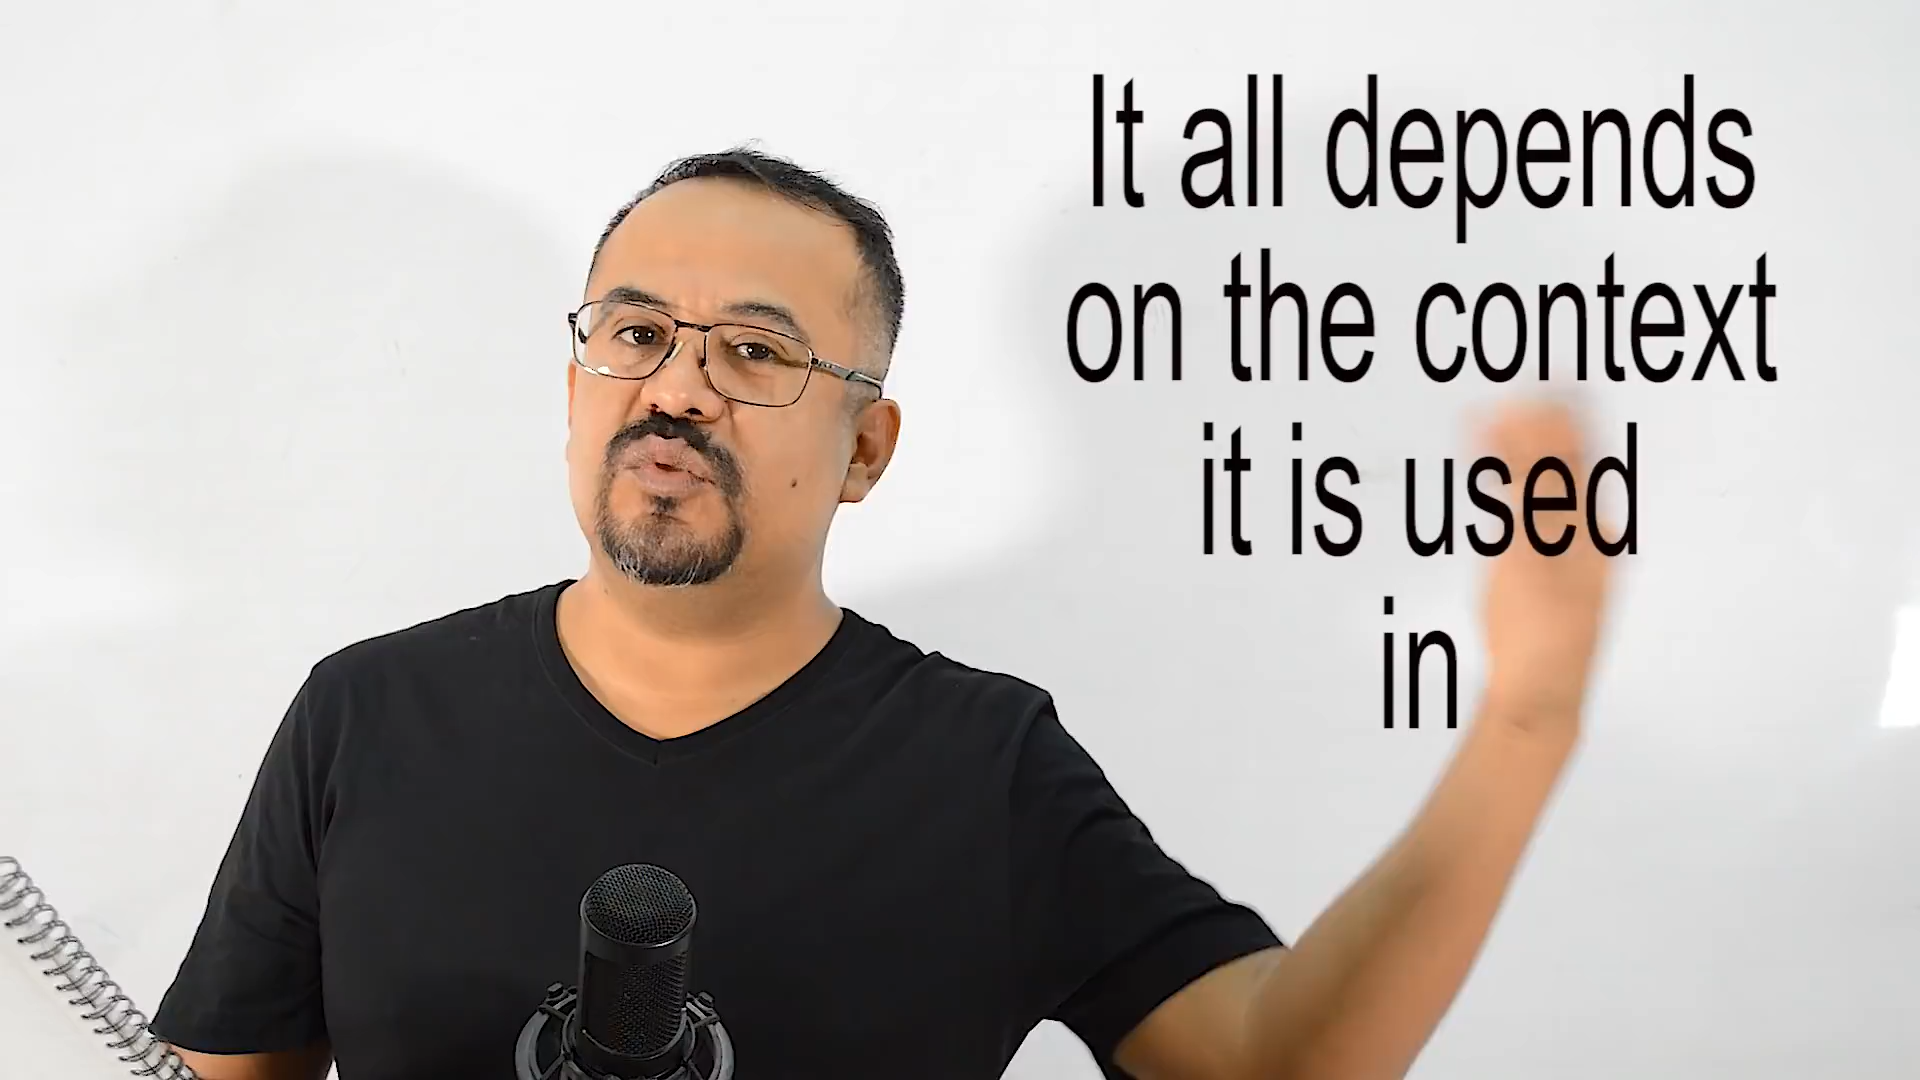 It all depends
on the context
it is used
in